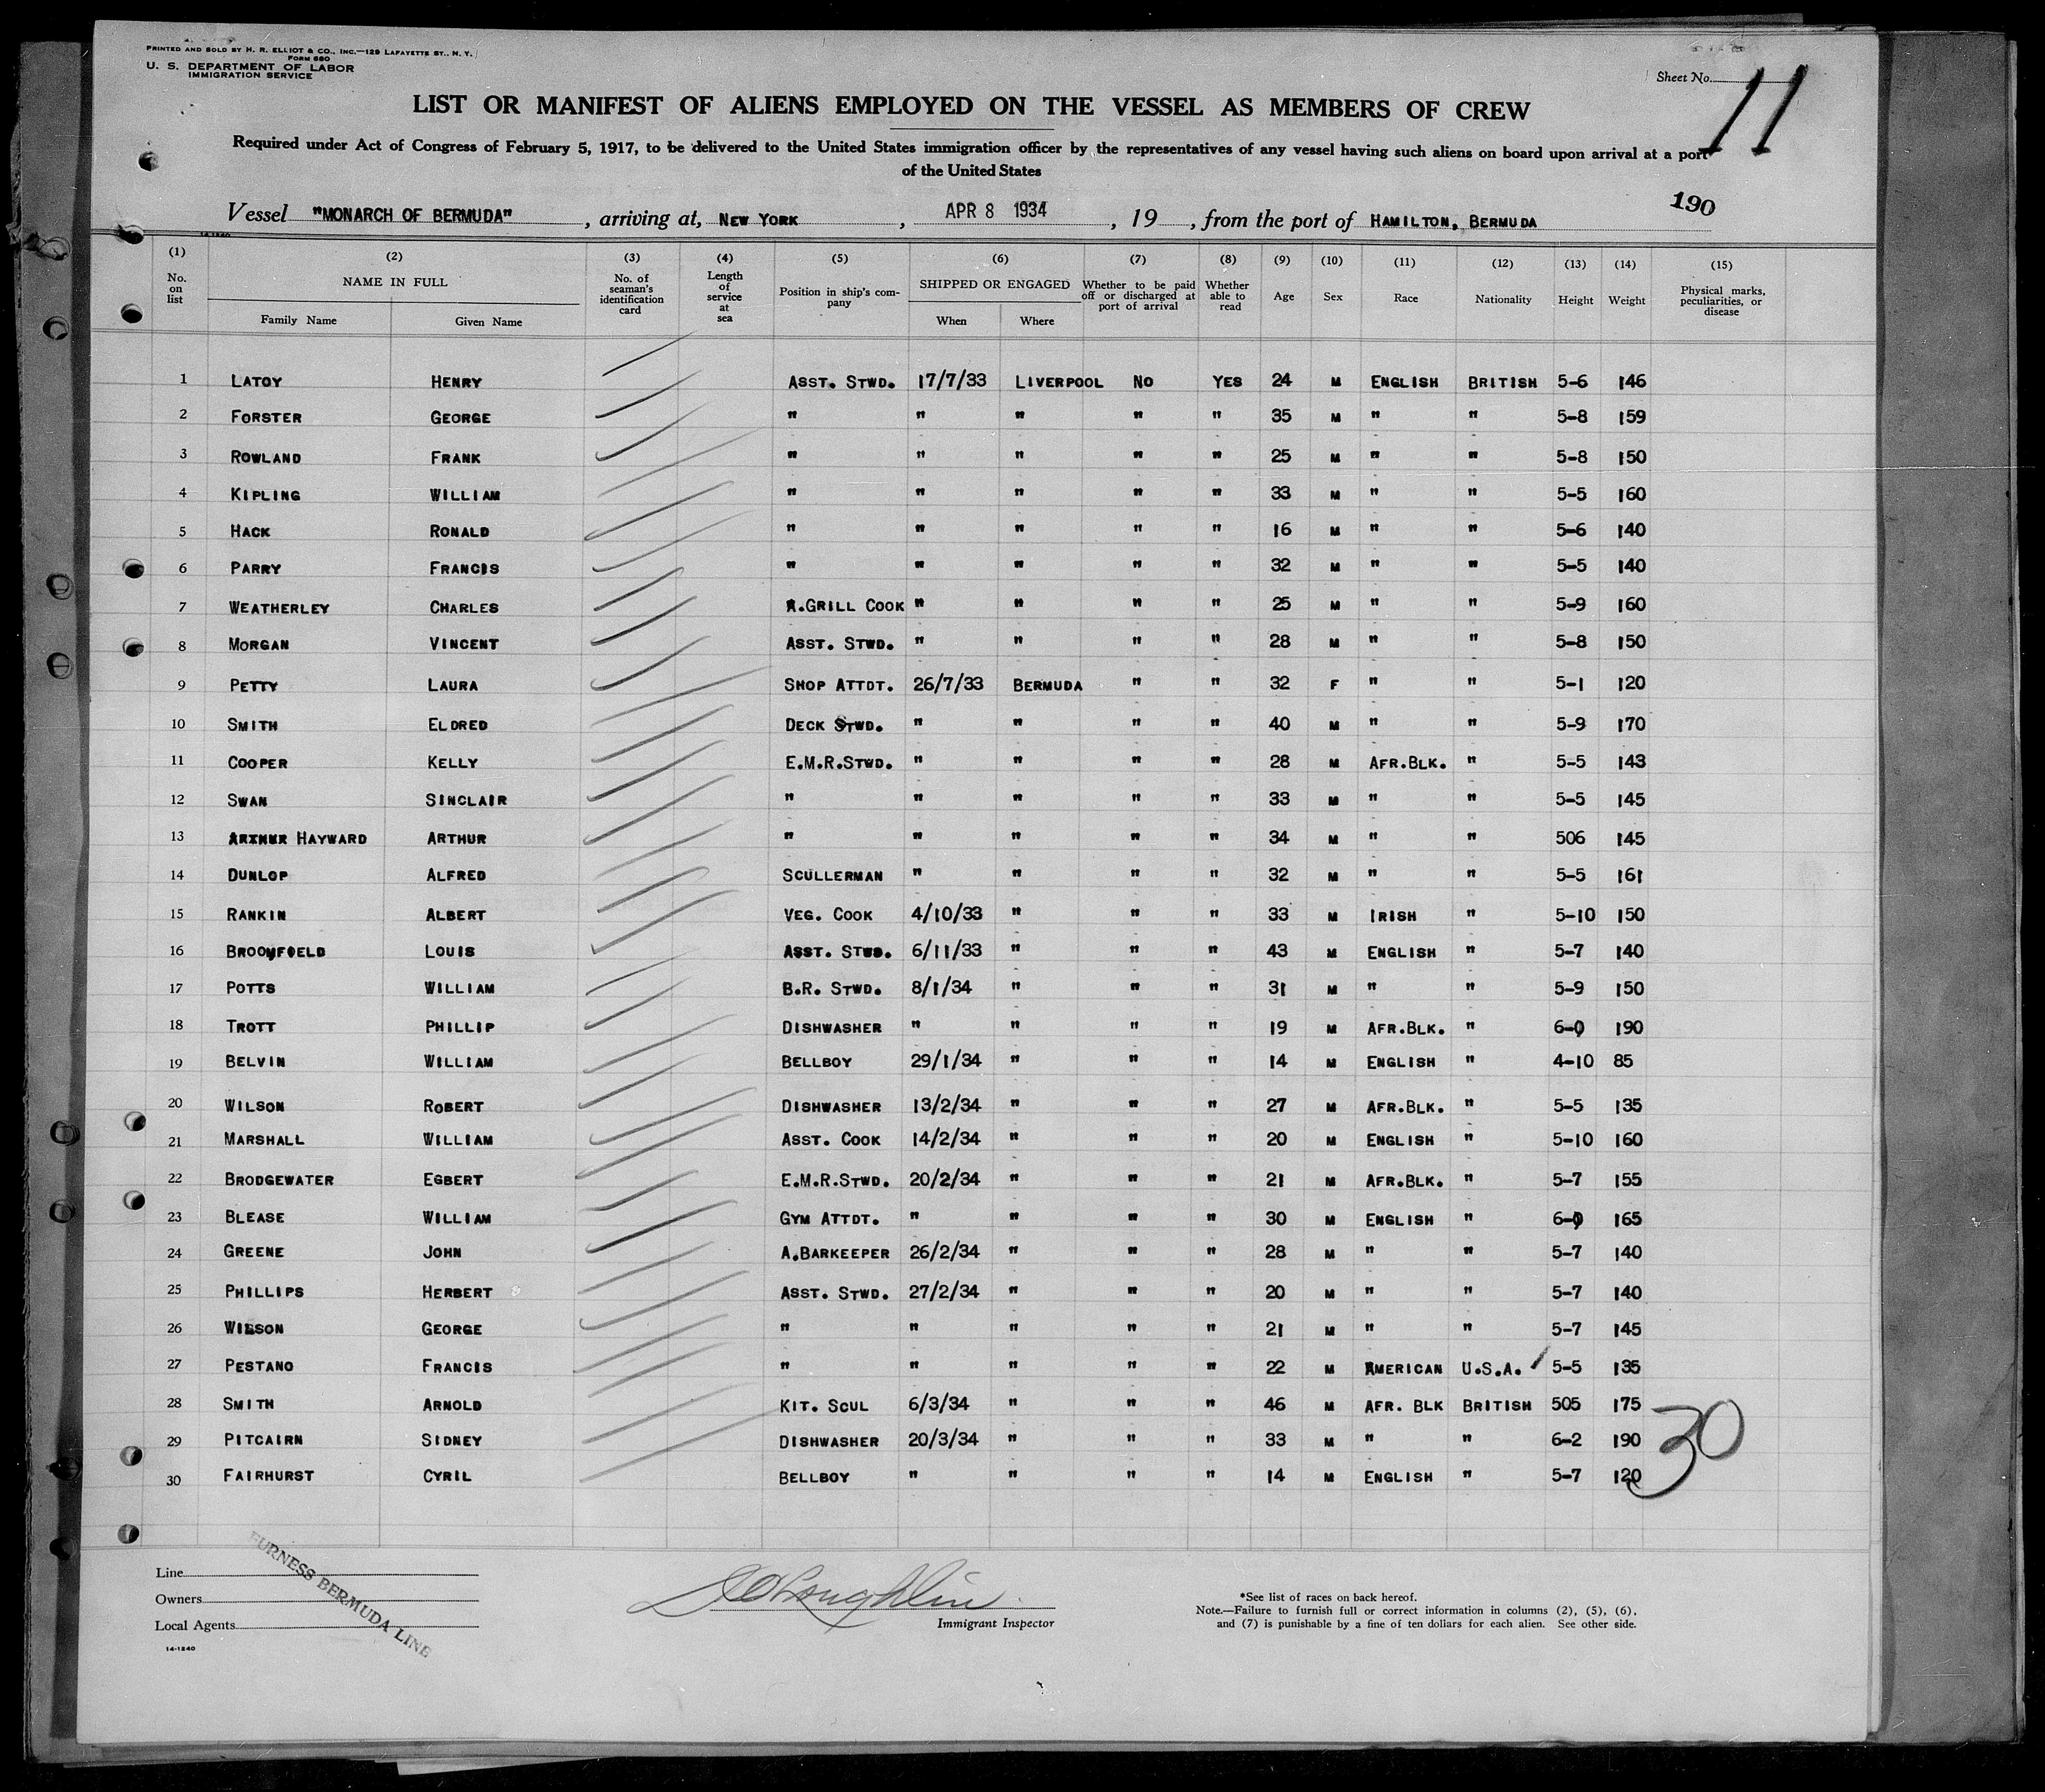 PRINTED AND SOLD BY H. R. ELLIOT & CO., INC.—129 LAFAYETTE ST., N. Y.
FORM 680
U. S. DEPARTMENT OF LABOR
IMMIGRATION SERVICE
Sheet No. 11
LIST OR MANIFEST OF ALIENS EMPLOYED ON THE VESSEL AS MEMBERS OF CREW
Required under Act of Congress of February 5, 1917, to be delivered to the United States immigration officer by the representatives of any vessel having such aliens on board upon arrival at a port
of the United States
190
Vessel "MONARCH OF BERMUDA", arriving at, NEW YORK, APR 8 1934, 19 , from the port of HAMILTON, BERMUDA
14-1240
(1) (2) (3) (4) (5) (6) (7) (8) (9) (10) (11) (12) (13) (14) (15)
No. on list NAME IN FULL Family Name Given Name No. of seaman's identification card Length of service at sea Position in ship's company SHIPPED OR ENGAGED When Where Whether to be paid off or discharged at port of arrival Whether able to read Age Sex Race Nationality Height Weight Physical marks, peculiarities, or disease
1 LATOY HENRY ASST. STWD. 17/7/33 LIVERPOOL NO YES 24 M ENGLISH BRITISH 5-6 146
2 FORSTER GEORGE " " " " " 35 M " " 5-8 159
3 ROWLAND FRANK " " " " " 25 M " " 5-8 150
4 KIPLING WILLIAM " " " " " 33 M " " 5-5 160
5 HACK RONALD " " " " " 16 M " " 5-6 140
6 PARRY FRANCIS " " " " " 32 M " " 5-5 140
7 WEATHERLEY CHARLES A.GRILL COOK " " " " 25 M " " 5-9 160
8 MORGAN VINCENT ASST. STWD. " " " " 28 M " " 5-8 150
9 PETTY LAURA SHOP ATTDT. 26/7/33 BERMUDA " " 32 F " " 5-1 120
10 SMITH ELDRED DECK STWD. " " " " 40 M " " 5-9 170
11 COOPER KELLY E.M.R.STWD. " " " " 28 M AFR.BLK. " 5-5 143
12 SWAN SINCLAIR " " " " " 33 M " " 5-5 145
13 HAYWARD ARTHUR " " " " " 34 M " " 506 145
14 DUNLOP ALFRED SCULLERMAN " " " " 32 M " " 5-5 161
15 RANKIN ALBERT VEG. COOK 4/10/33 " " " 33 M IRISH " 5-10 150
16 BROOMFOELD LOUIS ASST. STWD. 6/11/33 " " " 43 M ENGLISH " 5-7 140
17 POTTS WILLIAM B.R. STWD. 8/1/34 " " " 31 M " " 5-9 150
18 TROTT PHILLIP DISHWASHER " " " " 19 M AFR.BLK. " 6-0 190
19 BELVIN WILLIAM BELLBOY 29/1/34 " " " 14 M ENGLISH " 4-10 85
20 WILSON ROBERT DISHWASHER 13/2/34 " " " 27 M AFR.BLK. " 5-5 135
21 MARSHALL WILLIAM ASST. COOK 14/2/34 " " " 20 M ENGLISH " 5-10 160
22 BRODGEWATER EGBERT E.M.R.STWD. 20/2/34 " " " 21 M AFR.BLK. " 5-7 155
23 BLEASE WILLIAM GYM ATTDT. " " " " 30 M ENGLISH " 6-0 165
24 GREENE JOHN A.BARKEEPER 26/2/34 " " " 28 M " " 5-7 140
25 PHILLIPS HERBERT ASST. STWD. 27/2/34 " " " 20 M " " 5-7 140
26 WILSON GEORGE " " " " " 21 M " " 5-7 145
27 PESTANO FRANCIS " " " " " 22 M AMERICAN U.S.A. 5-5 135
28 SMITH ARNOLD KIT. SCUL 6/3/34 " " " 46 M AFR. BLK BRITISH 505 175
29 PITCAIRN SIDNEY DISHWASHER 20/3/34 " " " 33 M " " 6-2 190
30 FAIRHURST CYRIL BELLBOY " " " " 14 M ENGLISH " 5-7 120
30
Line
Owners
Local Agents
FURNESS BERMUDA LINE
14-1240
Immigrant Inspector
*See list of races on back hereof.
Note.—Failure to furnish full or correct information in columns (2), (5), (6),
and (7) is punishable by a fine of ten dollars for each alien. See other side.